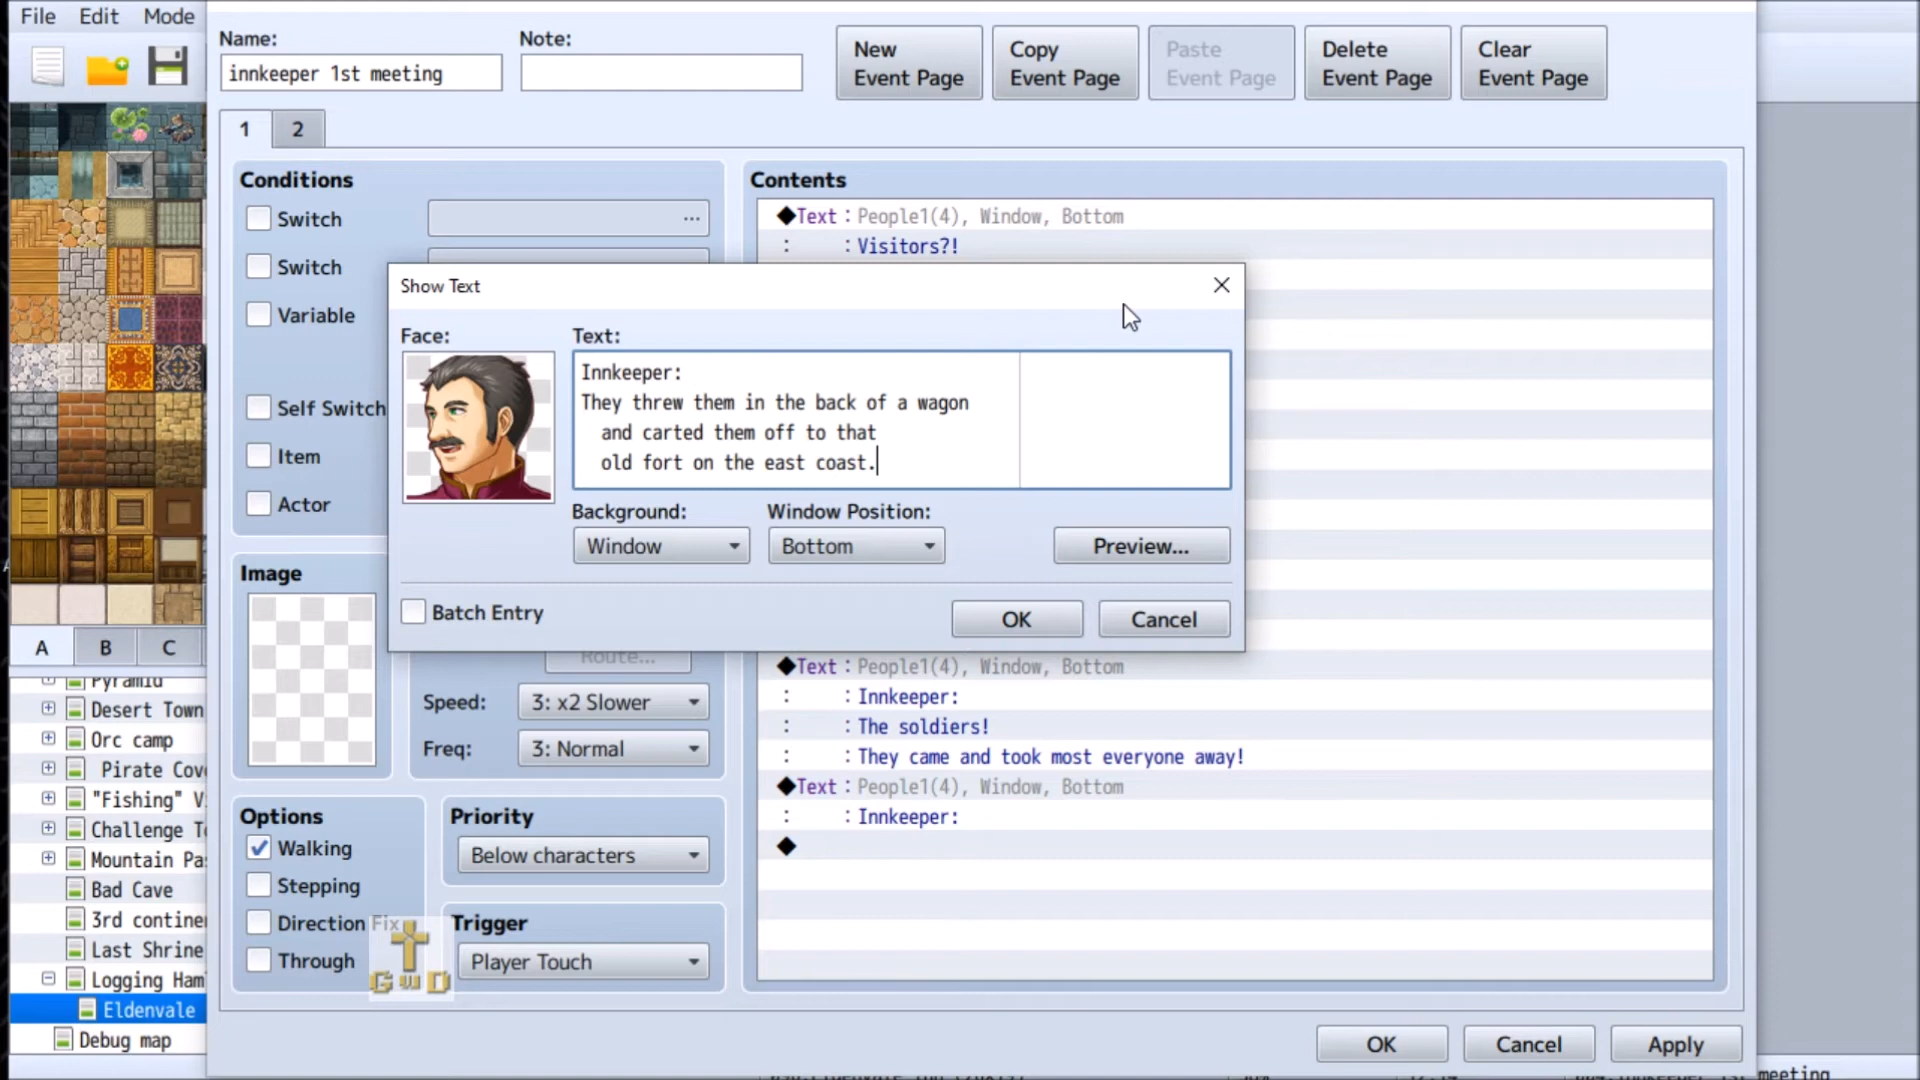 File Edit Mode
Name:
innkeeper 1st meeting
Note:
New
Event Page
Copy
Event Page
Paste
Event Page
Delete
Event Page
Clear
Event Page
1 2
Conditions
Switch ...
Switch
Variable
Self Switch
Item
Actor
Contents
◆Text：People1(4), Window, Bottom
:    :Visitors?!
Show Text
Face:
Text:
Innkeeper:
They threw them in the back of a wagon
and carted them off to that
old fort on the east coast.
Background:
Window
Window Position:
Bottom
Preview...
Batch Entry
OK
Cancel
Image
Route...
Speed: 3: x2 Slower
Freq: 3: Normal
◆Text：People1(4), Window, Bottom
:    :Innkeeper:
:    :The soldiers!
:    :They came and took most everyone away!
◆Text：People1(4), Window, Bottom
:    :Innkeeper:
◆
Options
Walking
Stepping
Direction Fix
Through
Priority
Below characters
Trigger
Player Touch
GWD
A B C
Pyramid
Desert Town
Orc camp
Pirate Cov
"Fishing" V
Challenge T
Mountain Pa
Bad Cave
3rd contine
Last Shrine
Logging Ham
Eldenvale
Debug map
OK
Cancel
Apply
meeting